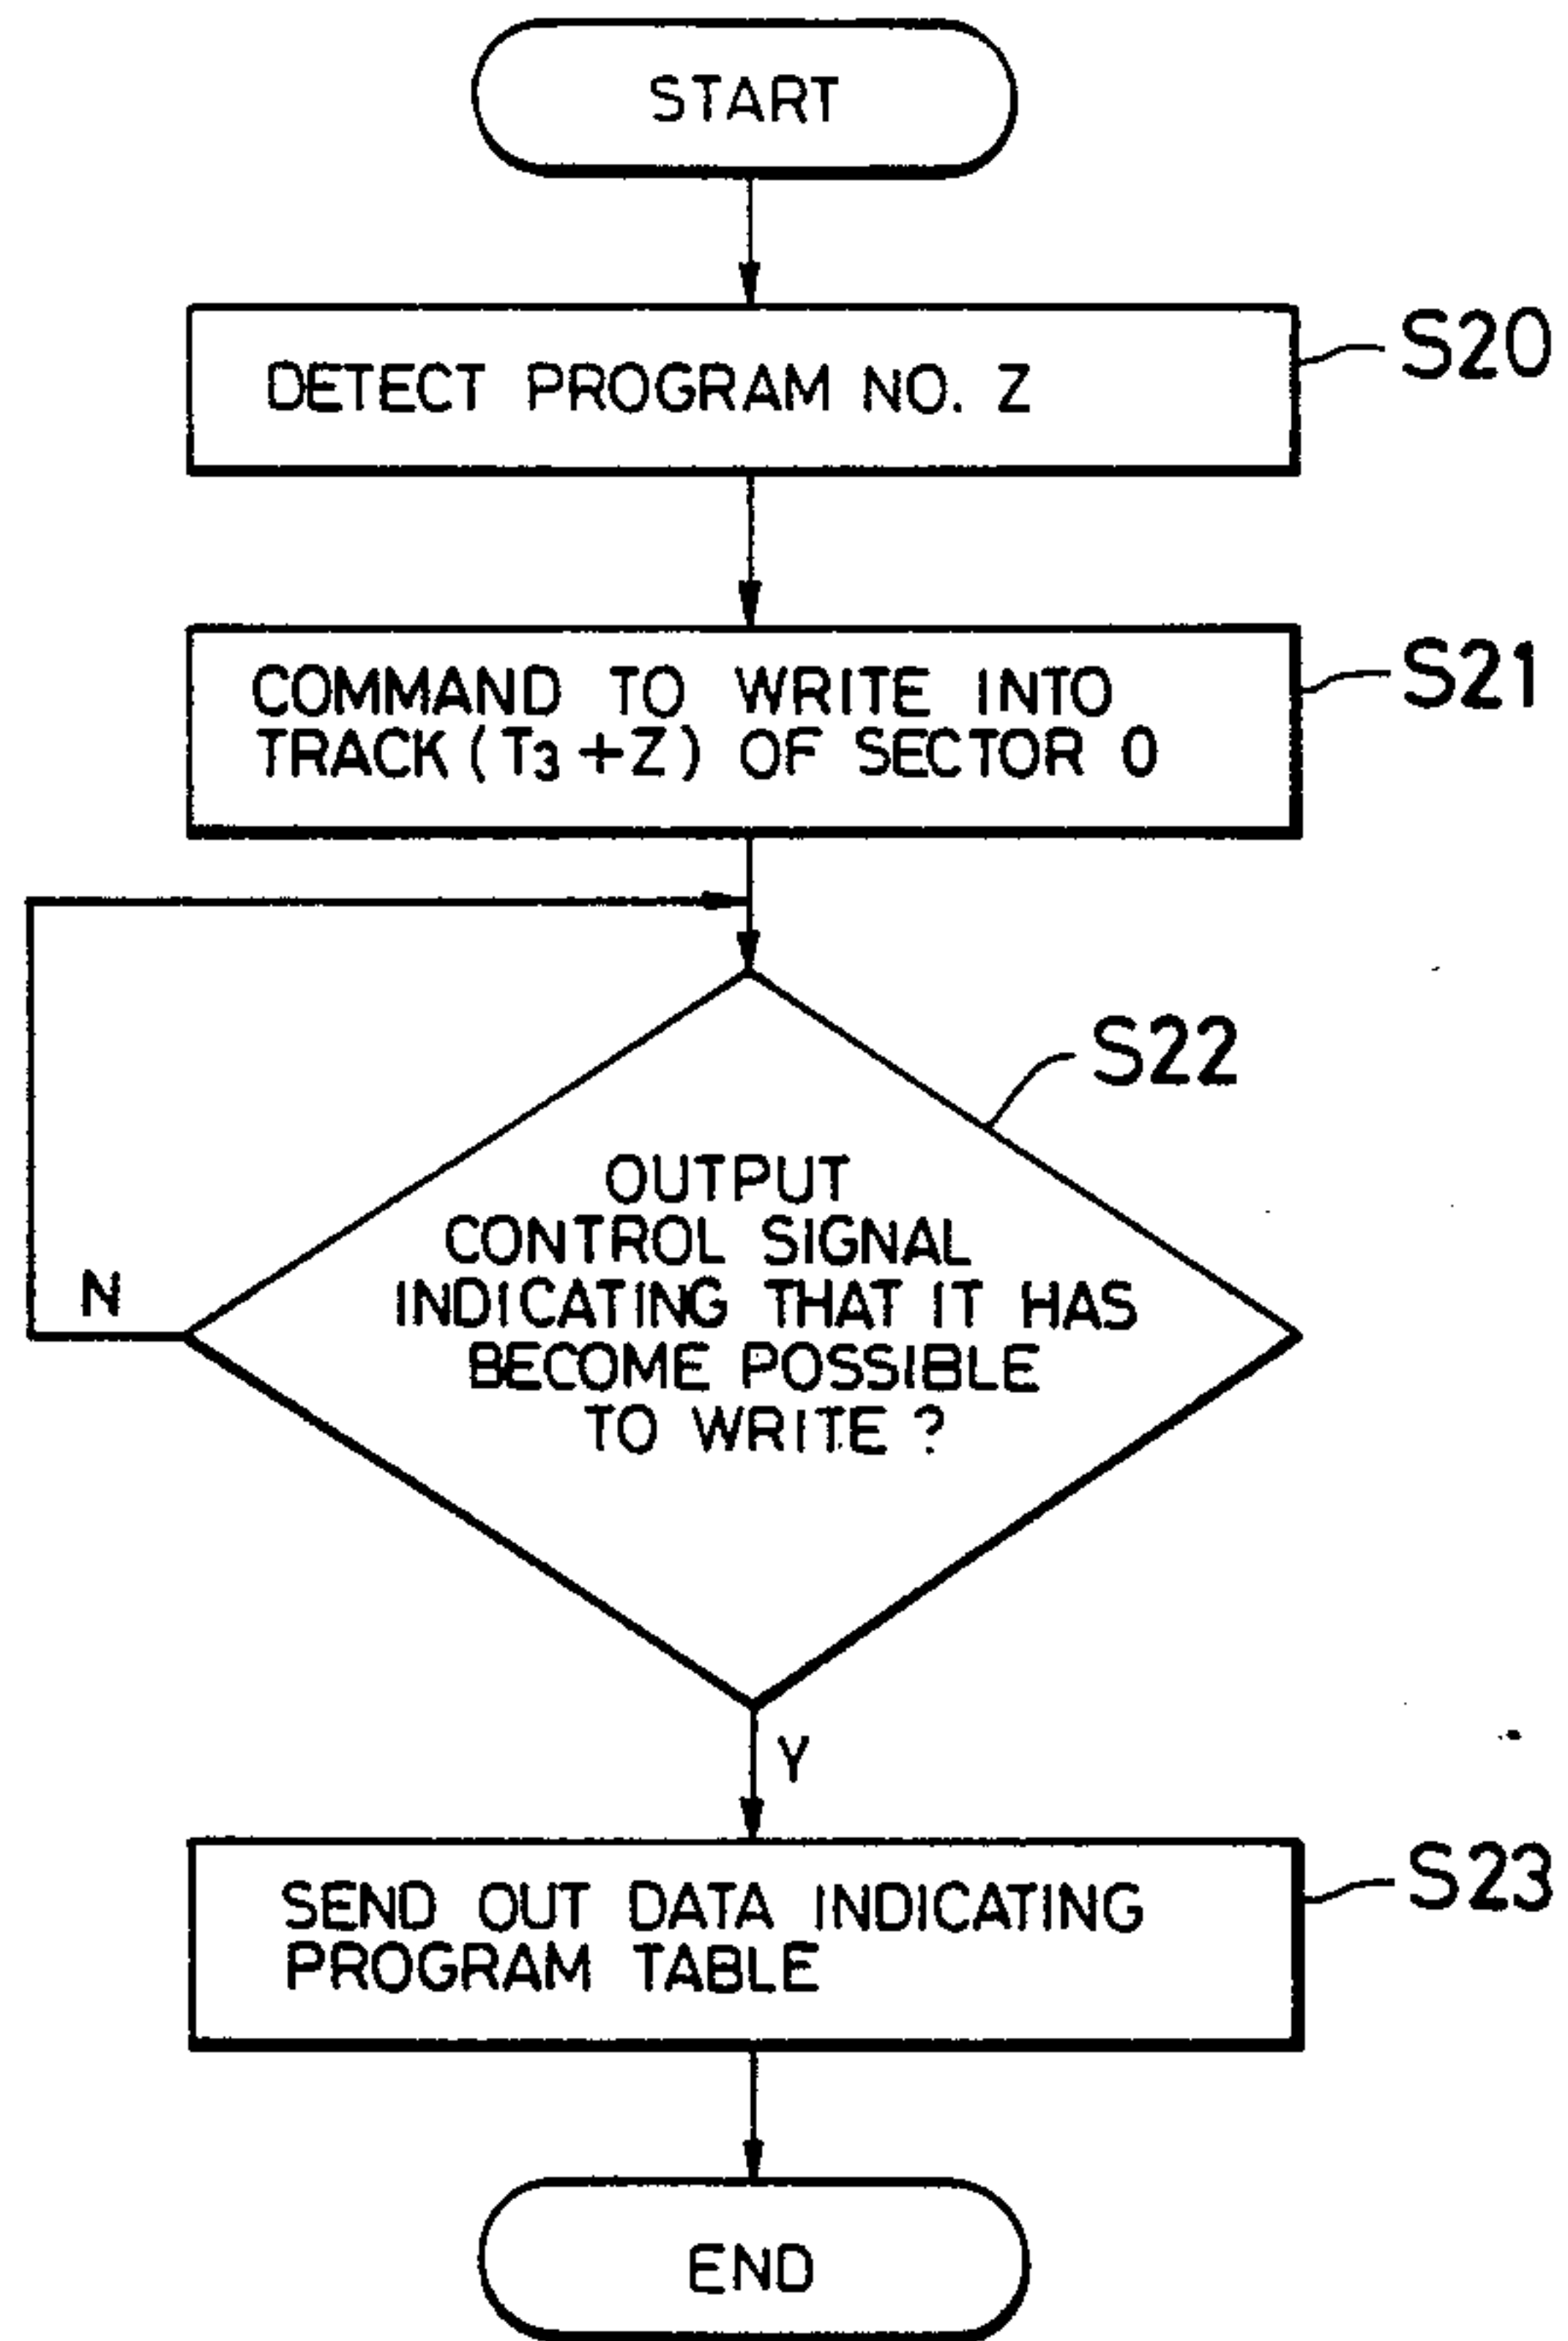 START
DETECT PROGRAM NO. Z
S20
COMMAND TO WRITE INTO
TRACK (T3+Z) OF SECTOR 0
S21
S22
OUTPUT
CONTROL SIGNAL
INDICATING THAT IT HAS
BECOME POSSIBLE
TO WRITE ?
N
Y
SEND OUT DATA INDICATING
PROGRAM TABLE
S23
END